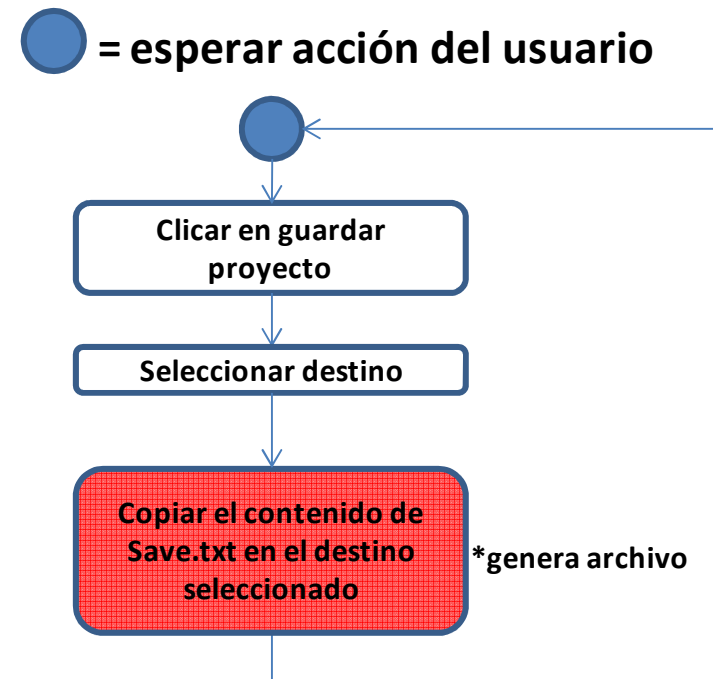 = esperar acción del usuario
Clicar en guardar
proyecto
Seleccionar destino
Copiar el contenido de
Save.txt en el destino
seleccionado
*genera archivo